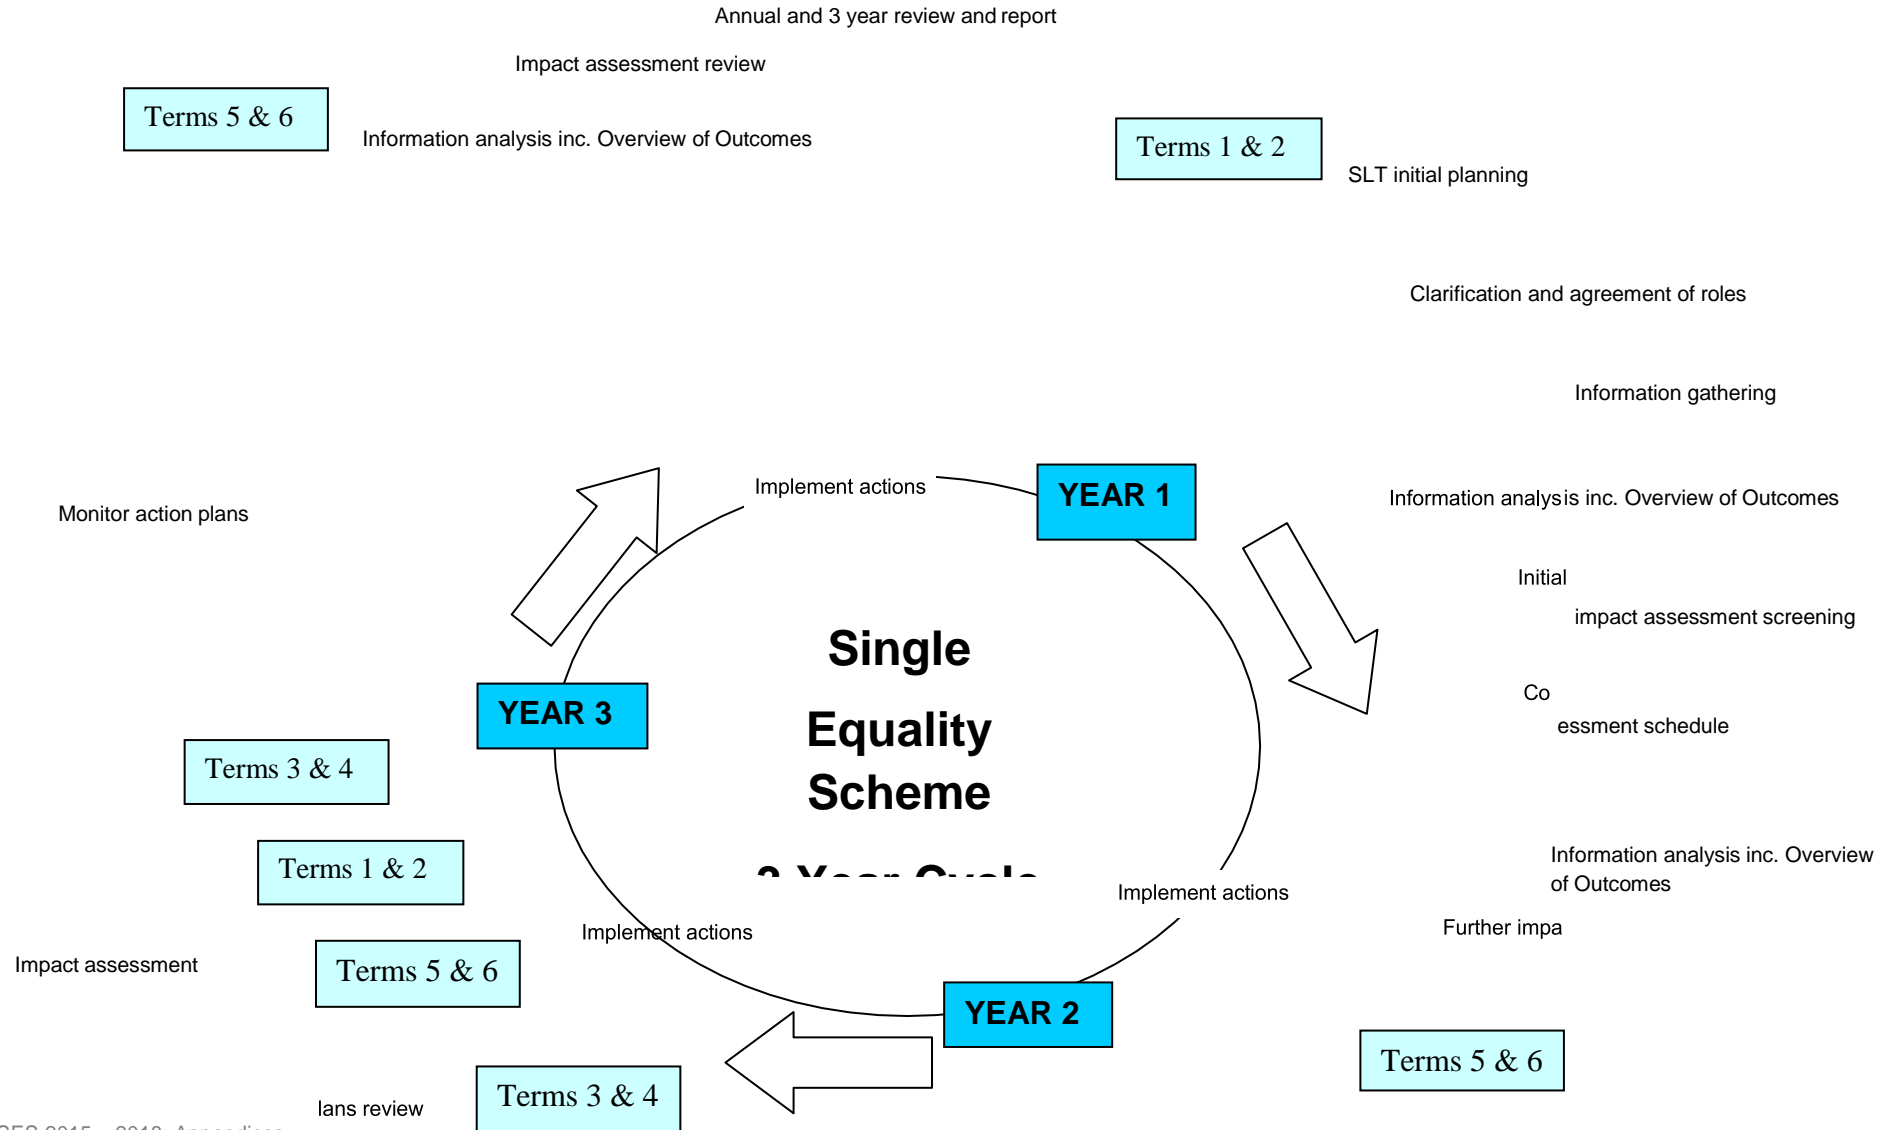 Annual and 3 year review and report
Impact assessment review
Terms 5 & 6
Information analysis inc. Overview of Outcomes
Terms 1 & 2
SLT initial planning
Clarification and agreement of roles
Information gathering
Implement actions
YEAR 1
Information analysis inc. Overview of Outcomes
Monitor action plans
Initial
impact assessment screening
Single
Equality
Scheme
YEAR 3
Co
essment schedule
Terms 3 & 4
Terms 1 & 2
Information analysis inc. Overview
of Outcomes
Implement actions
Further impa
Implement actions
Impact assessment
Terms 5 & 6
YEAR 2
Terms 5 & 6
Terms 3 & 4
lans review